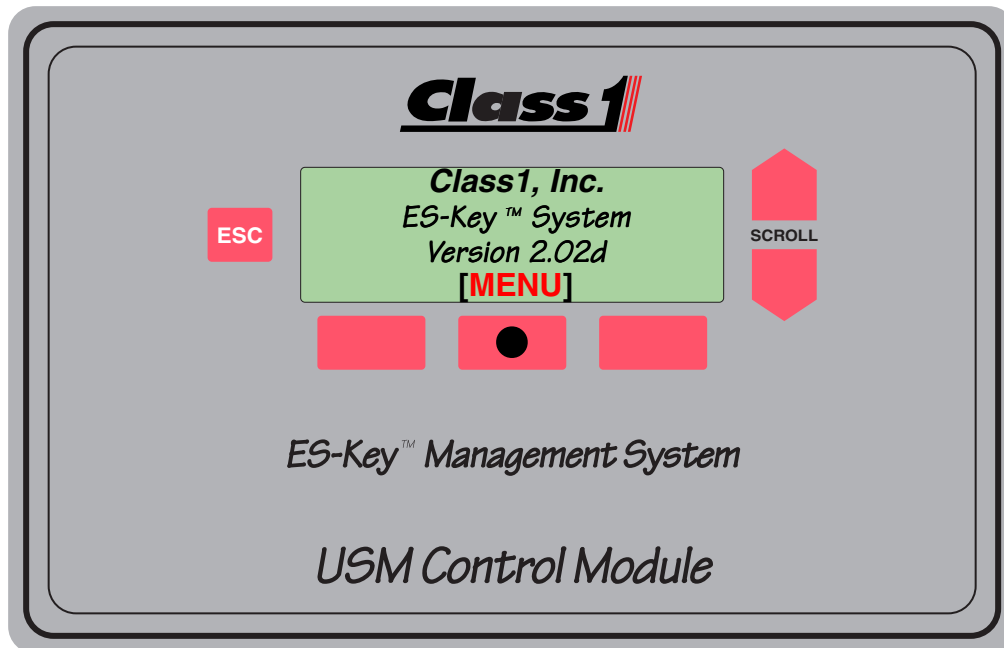 Class 1
Class1, Inc.
ES-Key ™ System
Version 2.02d
[MENU]
ESC
SCROLL
ES-Key™ Management System
USM Control Module